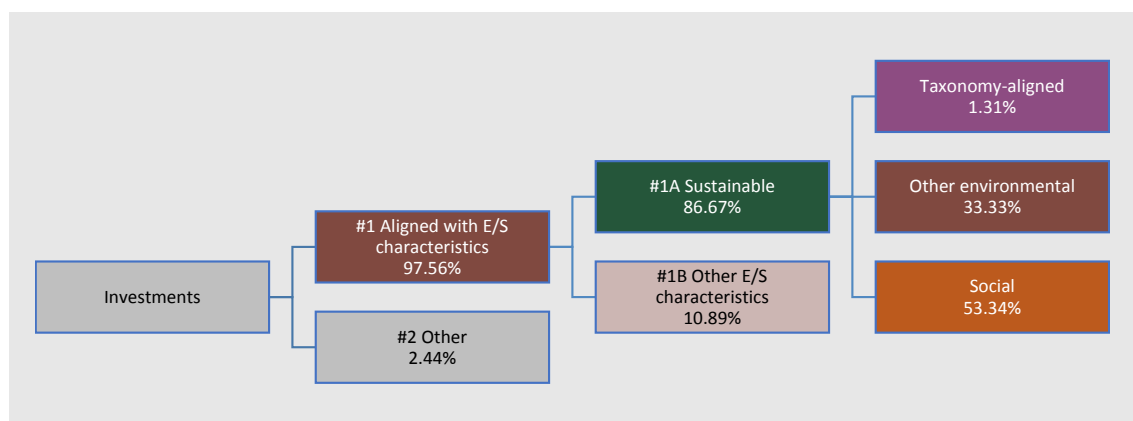 Investments
#1 Aligned with E/S
characteristics
97.56%
#2 Other
2.44%
#1A Sustainable
86.67%
#1B Other E/S
characteristics
10.89%
Taxonomy-aligned
1.31%
Other environmental
33.33%
Social
53.34%